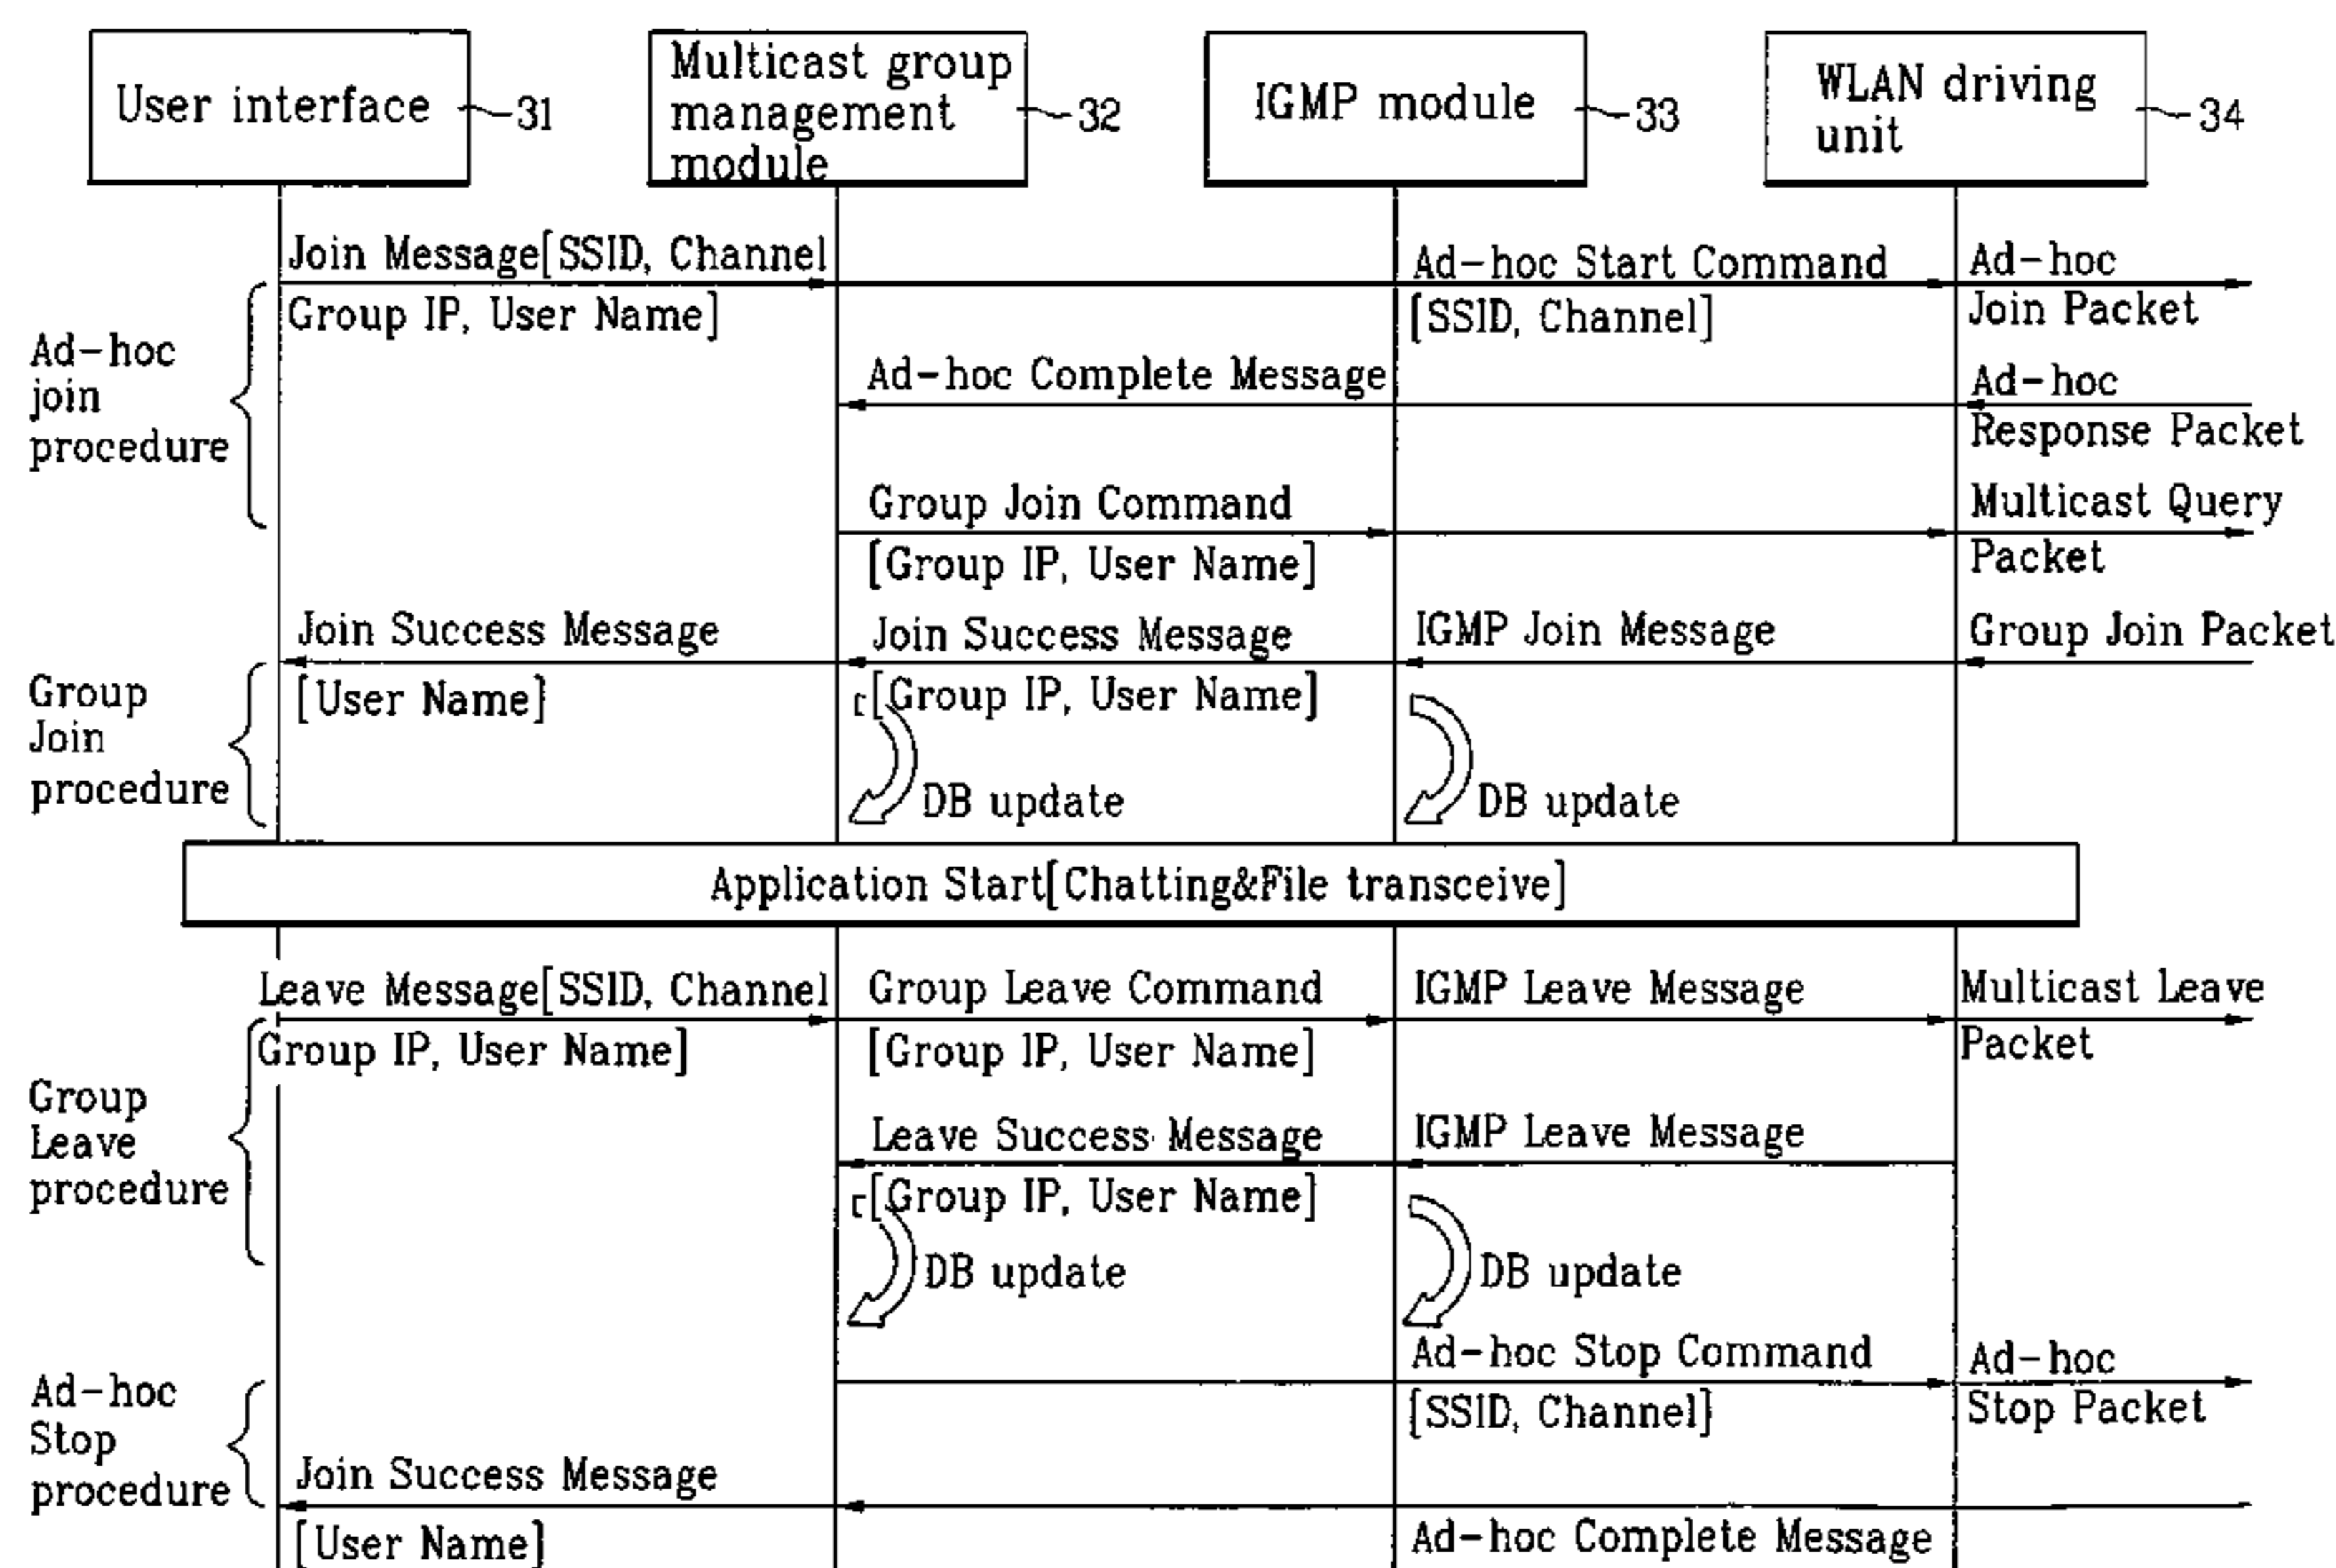 User interface
31
Multicast group
management
module
32
IGMP module
33
WLAN driving
unit
34
Join Message[SSID, Channel
Group IP, User Name]
Ad-hoc Start Command
[SSID, Channel]
Ad-hoc
Join Packet
Ad-hoc
join
procedure
Ad-hoc Complete Message
Ad-hoc
Response Packet
Group Join Command
[Group IP, User Name]
Multicast Query
Packet
Join Success Message
[User Name]
Join Success Message
[Group IP, User Name]
IGMP Join Message
Group Join Packet
Group
Join
procedure
DB update
DB update
Application Start[Chatting&File transceive]
Leave Message[SSID, Channel
Group IP, User Name]
Group Leave Command
[Group IP, User Name]
IGMP Leave Message
Multicast Leave
Packet
Group
Leave
procedure
Leave Success Message
[Group IP, User Name]
IGMP Leave Message
DB update
DB update
Ad-hoc Stop Command
[SSID, Channel]
Ad-hoc
Stop Packet
Ad-hoc
Stop
procedure
Join Success Message
[User Name]
Ad-hoc Complete Message